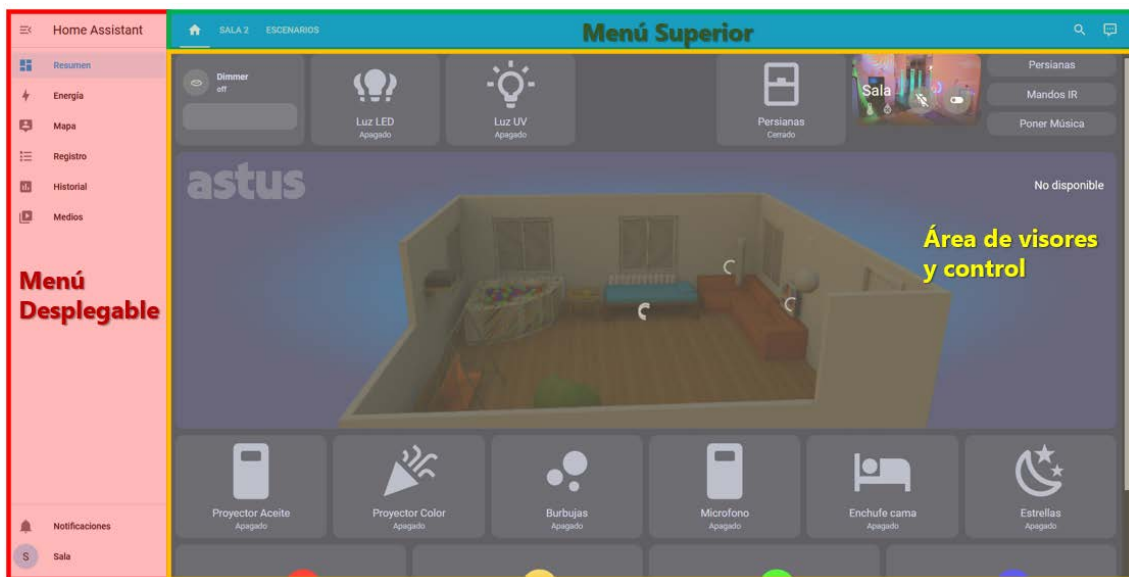 Home Assistant
SALA 2
ESCENARIOS
Menú Superior
Resumen
Energía
Mapa
Registro
Historial
Medios
Menú
Desplegable
Notificaciones
S
Sala
Dimmer
off
Luz LED
Apagado
Luz UV
Apagado
Persianas
Cerrado
Sala
Persianas
Mandos IR
Poner Música
astus
No disponible
Área de visores
y control
Proyector Aceite
Apagado
Proyector Color
Apagado
Burbujas
Apagado
Microfono
Apagado
Enchufe cama
Apagado
Estrellas
Apagado